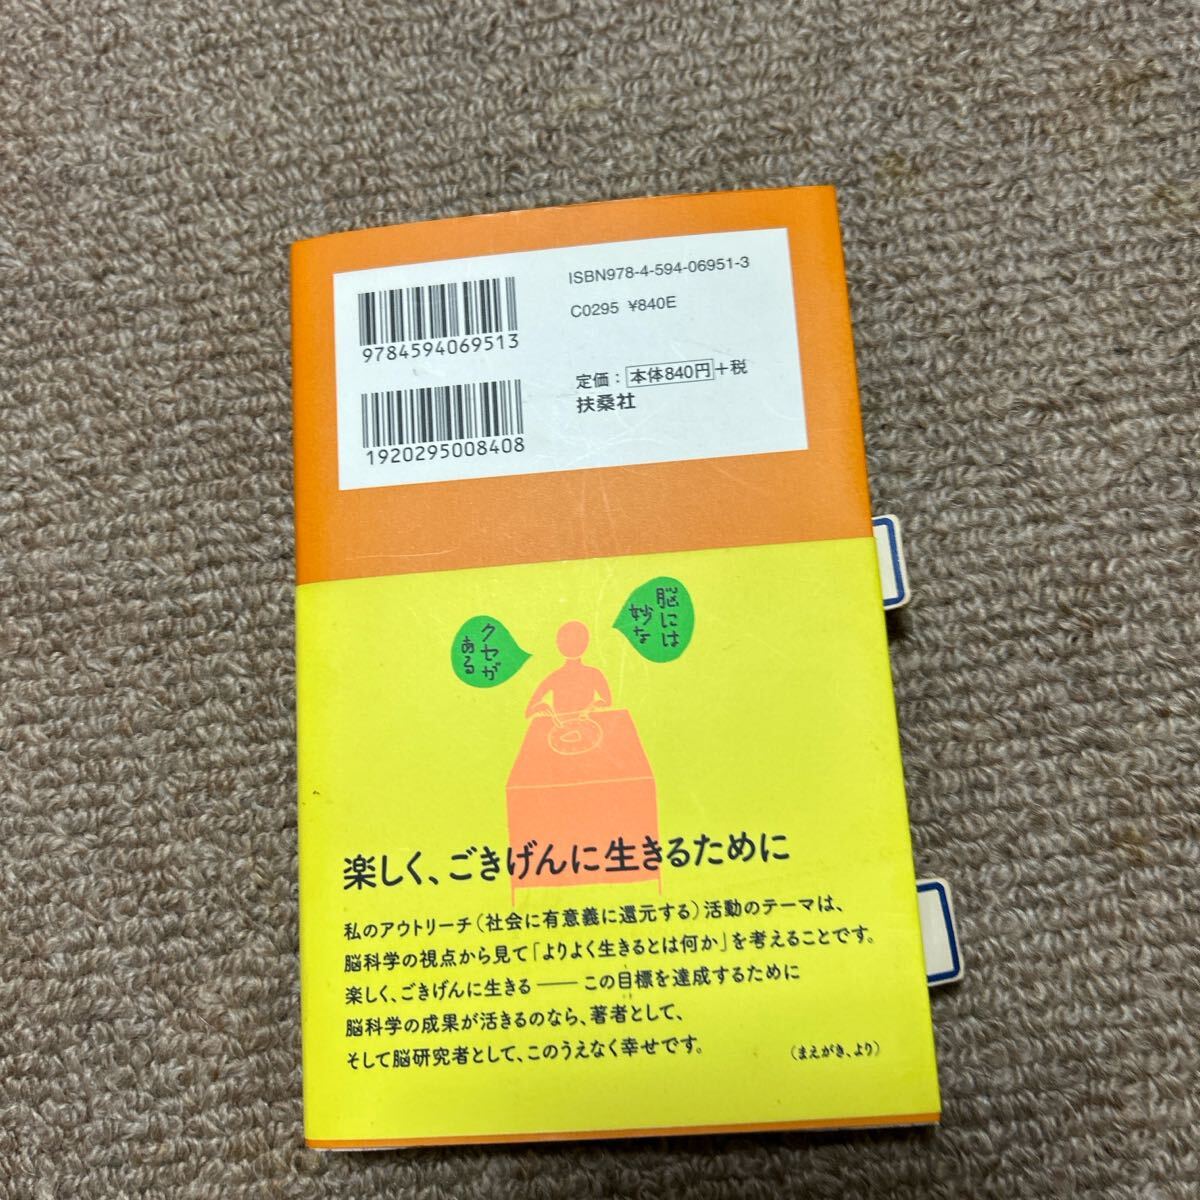 ISBN978-4-594-06951-3
C0295 ¥840E
9784594069513
定価：本体840円+税
扶桑社
1920295008408
脳には
妙な
クセが
ある
楽しく、ごきげんに生きるために
私のアウトリーチ（社会に有意義に還元する）活動のテーマは、
脳科学の視点から見て「よりよく生きるとは何か」を考えることです。
楽しく、ごきげんに生きる——この目標を達成するために
脳科学の成果が活きるのなら、著者として、
そして脳研究者として、このうえなく幸せです。
（まえがき、より）